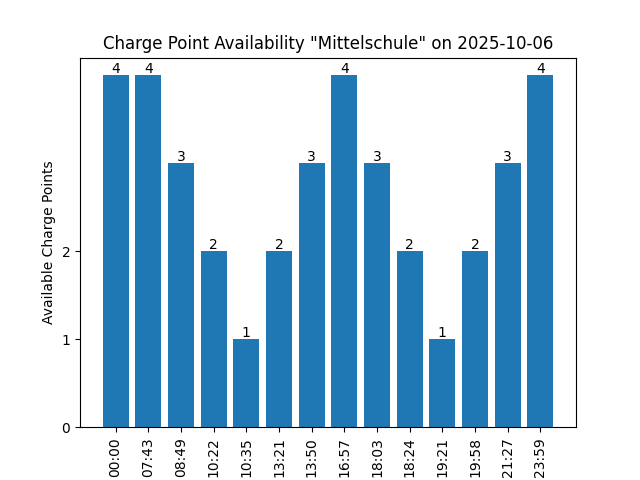 Charge Point Availability "Mittelschule" on 2025-10-06
4 4 3 2 1 2 3 4 3 2 1 2 3 4
Available Charge Points
2
1
0
00:00 07:43 08:49 10:22 10:35 13:21 13:50 16:57 18:03 18:24 19:21 19:58 21:27 23:59